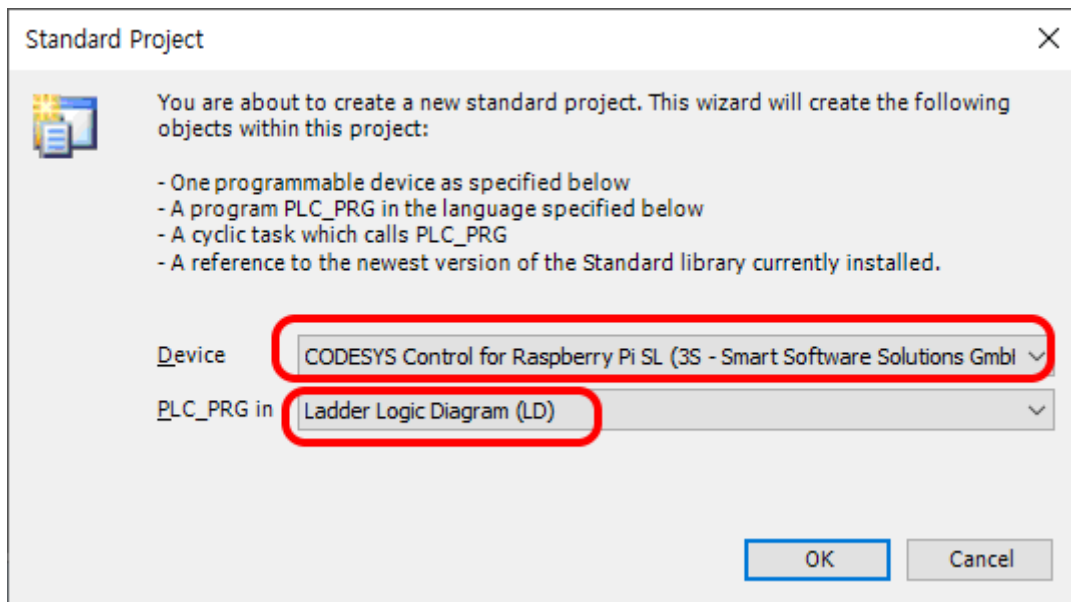 Standard Project
You are about to create a new standard project. This wizard will create the following
objects within this project:
- One programmable device as specified below
- A program PLC_PRG in the language specified below
- A cyclic task which calls PLC_PRG
- A reference to the newest version of the Standard library currently installed.
Device
CODESYS Control for Raspberry Pi SL (3S - Smart Software Solutions Gmbl
PLC_PRG in
Ladder Logic Diagram (LD)
OK
Cancel